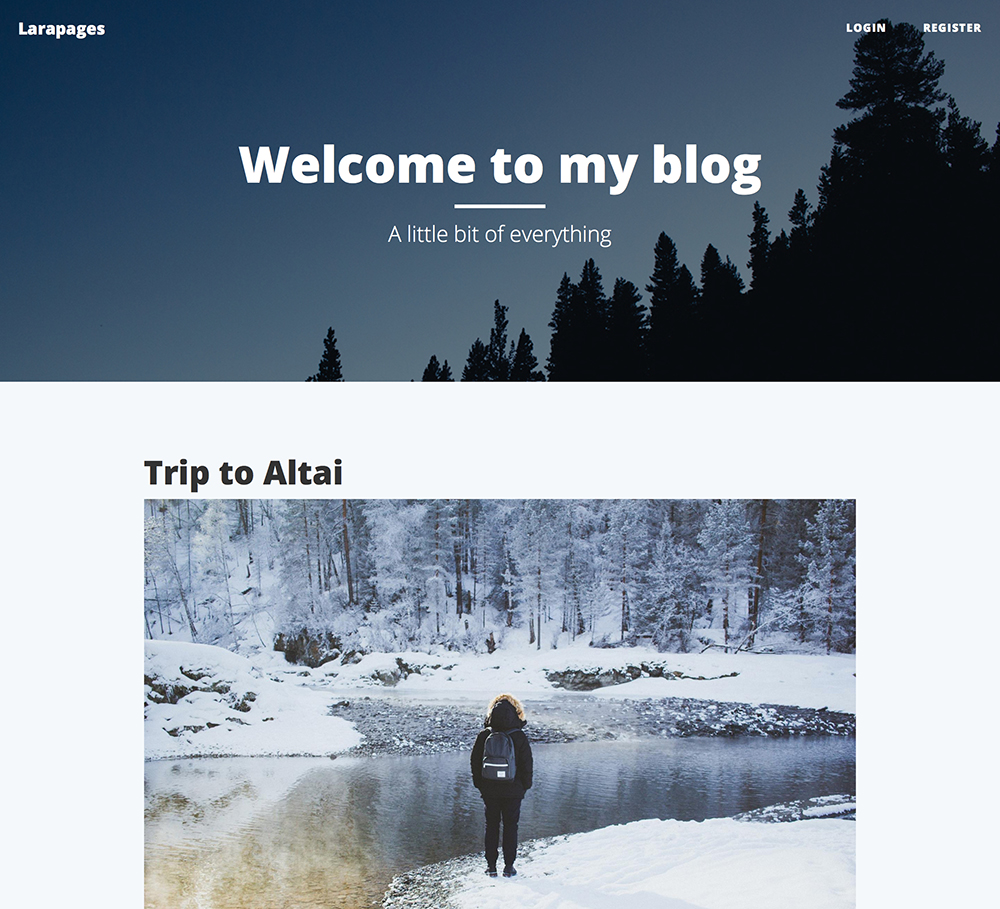 Larapages
LOGIN REGISTER
Welcome to my blog
A little bit of everything
Trip to Altai